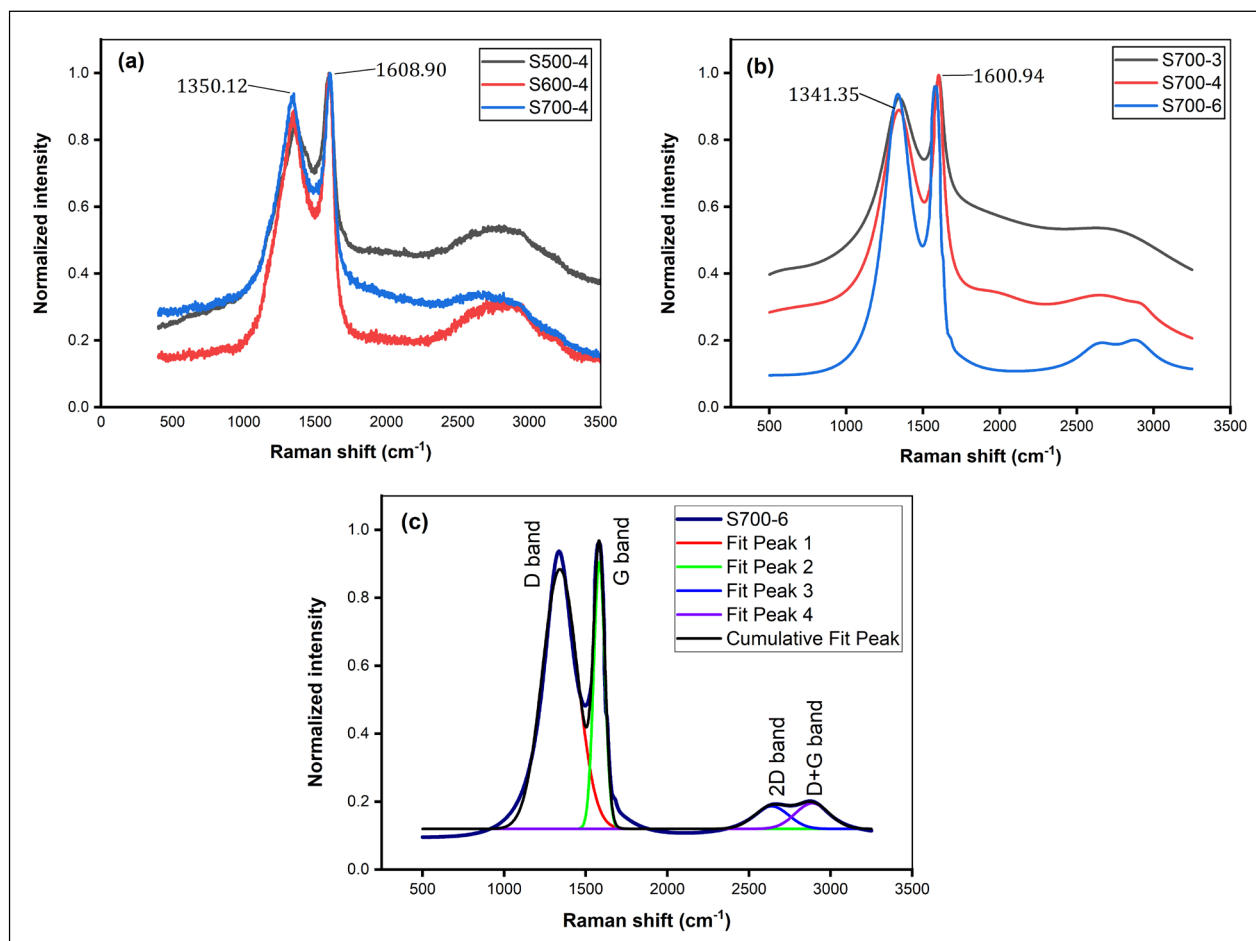 (a)
S500-4
S600-4
S700-4
1350.12
1608.90
Normalized intensity
1.0
0.8
0.6
0.4
0.2
0.0
0 500 1000 1500 2000 2500 3000 3500
Raman shift (cm⁻¹)
(b)
S700-3
S700-4
S700-6
1341.35
1600.94
Normalized intensity
1.0
0.8
0.6
0.4
0.2
0.0
500 1000 1500 2000 2500 3000 3500
Raman shift (cm⁻¹)
(c)
D band
G band
2D band
D+G band
S700-6
Fit Peak 1
Fit Peak 2
Fit Peak 3
Fit Peak 4
Cumulative Fit Peak
Normalized intensity
1.0
0.8
0.6
0.4
0.2
0.0
500 1000 1500 2000 2500 3000 3500
Raman shift (cm⁻¹)